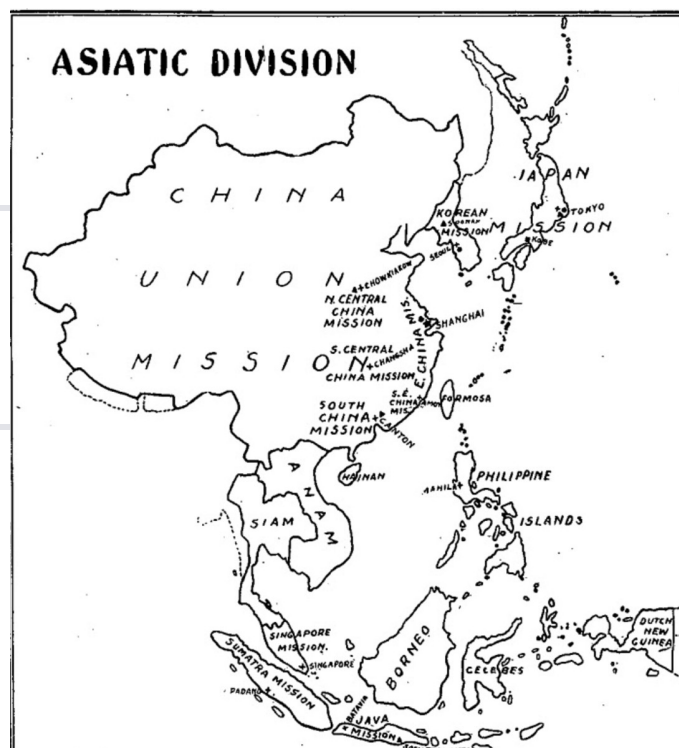 ASIATIC DIVISION
CHINA
UNION
MISSION
JAPAN
MISSION
TOKYO
KOBE
KOREAN
MISSION
SEOUL
CHOWKIAKOW
N. CENTRAL
CHINA
MISSION
E. CHINA MIS.
SHANGHAI
S. CENTRAL
CHANGSHA
CHINA MISSION
S. E.
CHINA
MIS.
AMOY
FORMOSA
SOUTH
CHINA
MISSION
CANTON
HAINAN
ANAM
SIAM
MANILA
PHILIPPINE
ISLANDS
SINGAPORE
MISSION.
SINGAPORE
SUMATRA MISSION
PADANG
BORNEO
CELEBES
DUTCH
NEW
GUINEA
BATAVIA
JAVA
MISSION